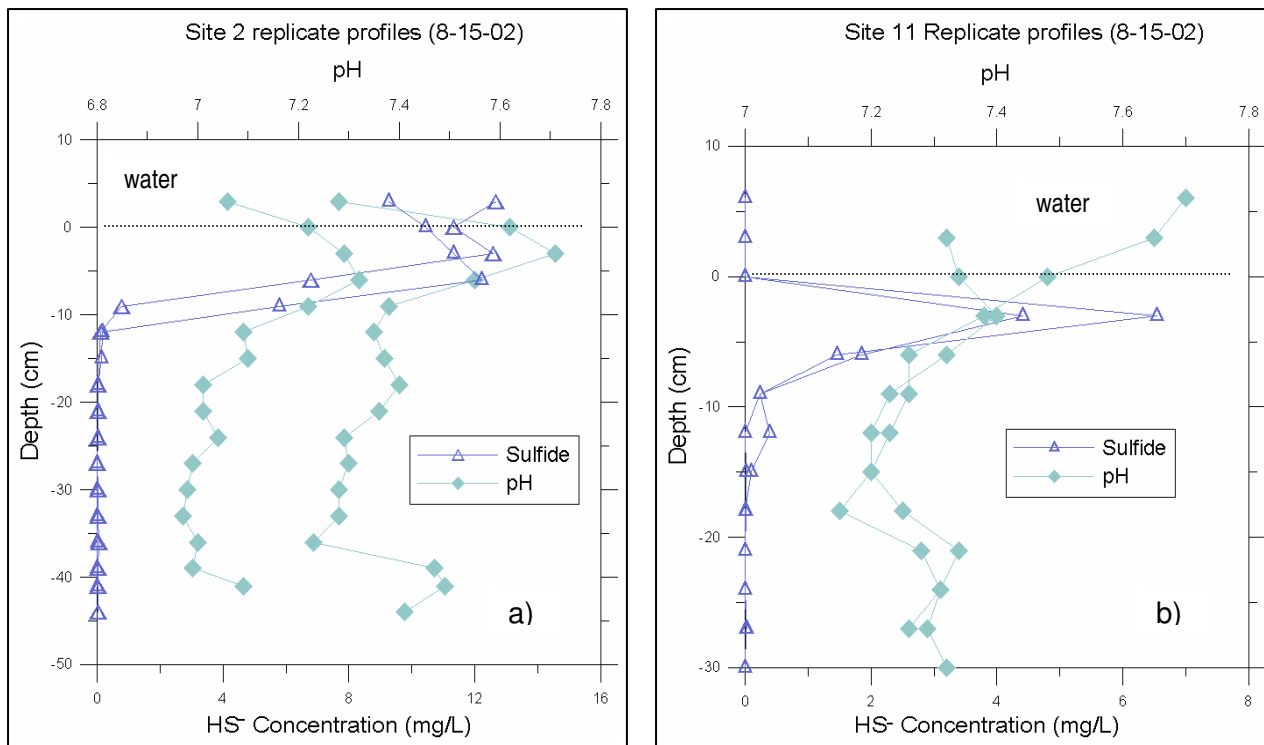 Site 2 replicate profiles (8-15-02)
pH
6.8 7 7.2 7.4 7.6 7.8
10
0
-10
-20
-30
-40
-50
Depth (cm)
water
Sulfide
pH
a)
0 4 8 12 16
HS⁻ Concentration (mg/L)
Site 11 Replicate profiles (8-15-02)
pH
7 7.2 7.4 7.6 7.8
10
0
-10
-20
-30
Depth (cm)
water
Sulfide
pH
b)
0 2 4 6 8
HS⁻ Concentration (mg/L)